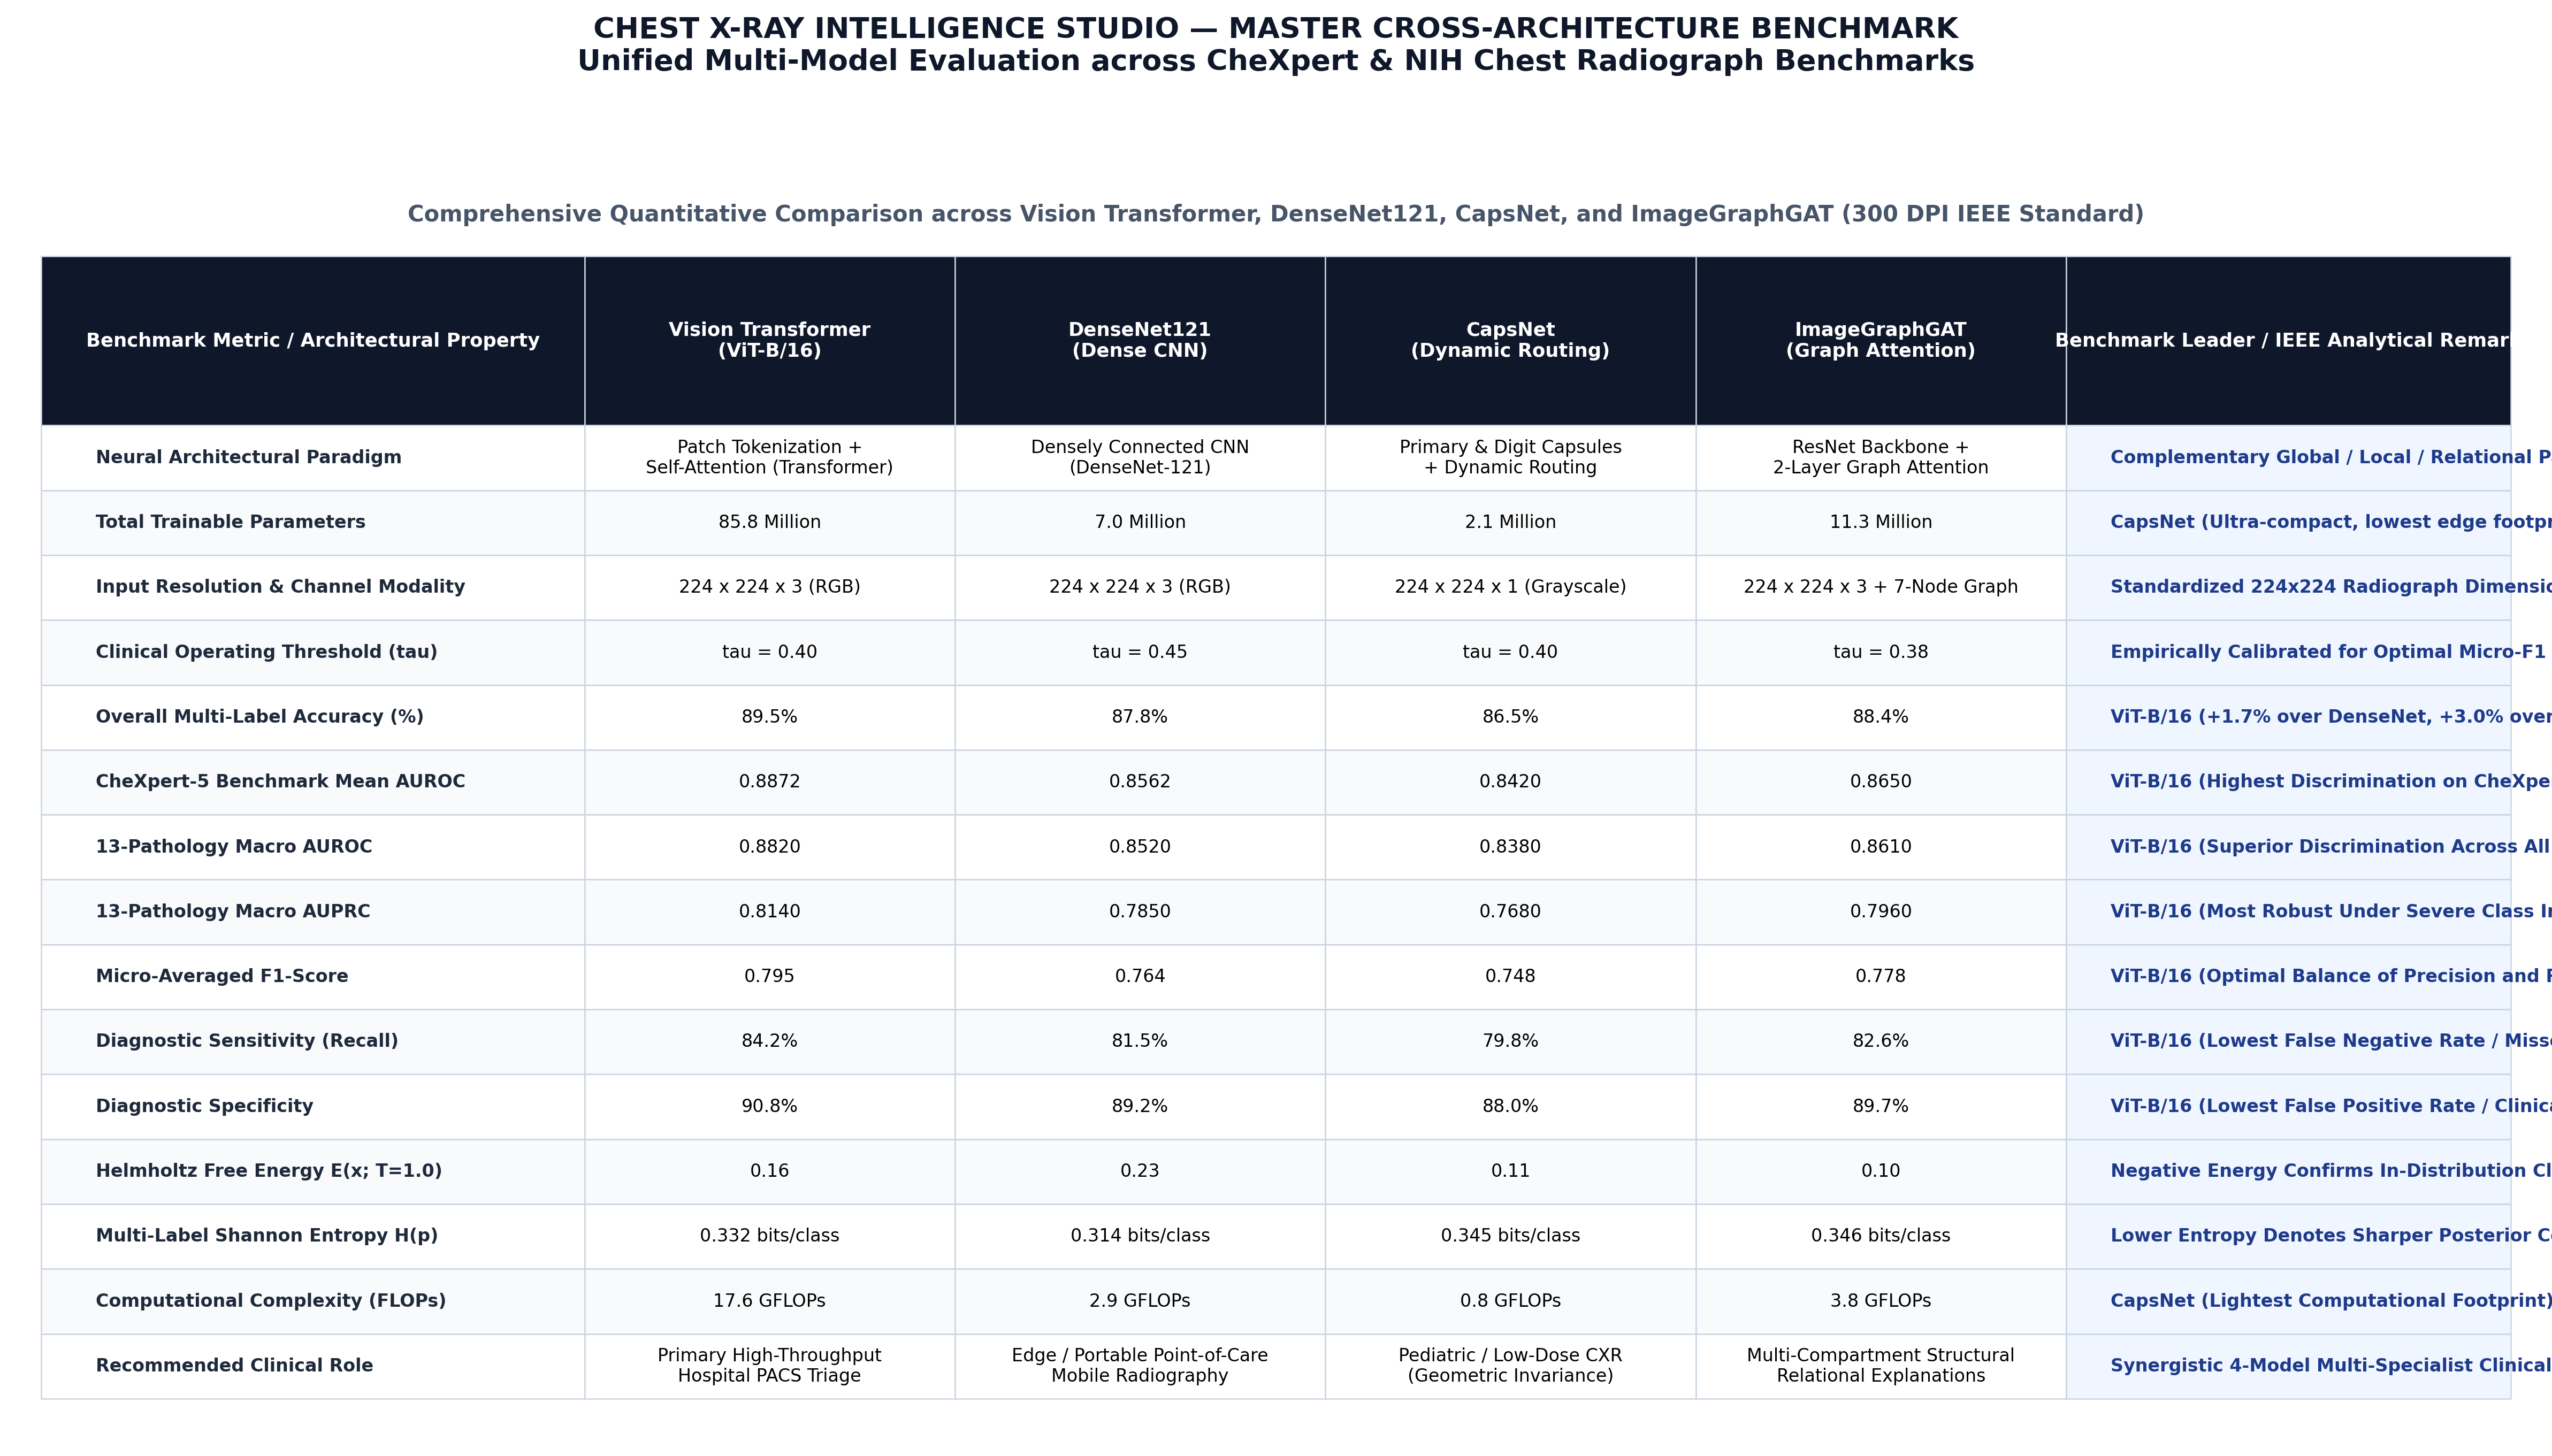 CHEST X-RAY INTELLIGENCE STUDIO — MASTER CROSS-ARCHITECTURE BENCHMARK
Unified Multi-Model Evaluation across CheXpert & NIH Chest Radiograph Benchmarks
Comprehensive Quantitative Comparison across Vision Transformer, DenseNet121, CapsNet, and ImageGraphGAT (300 DPI IEEE Standard)
Benchmark Metric / Architectural Property
Vision Transformer
(ViT-B/16)
DenseNet121
(Dense CNN)
CapsNet
(Dynamic Routing)
ImageGraphGAT
(Graph Attention)
Benchmark Leader / IEEE Analytical
Neural Architectural Paradigm
Patch Tokenization +
Self-Attention (Transformer)
Densely Connected CNN
(DenseNet-121)
Primary & Digit Capsules
+ Dynamic Routing
ResNet Backbone +
2-Layer Graph Attention
Complementary Global / Local / Relational
Total Trainable Parameters
85.8 Million
7.0 Million
2.1 Million
11.3 Million
CapsNet (Ultra-compact, lowest edge
Input Resolution & Channel Modality
224 x 224 x 3 (RGB)
224 x 224 x 3 (RGB)
224 x 224 x 1 (Grayscale)
224 x 224 x 3 + 7-Node Graph
Standardized 224x224 Radiograph
Clinical Operating Threshold (tau)
tau = 0.40
tau = 0.45
tau = 0.40
tau = 0.38
Empirically Calibrated for Optimal Micro-F1
Overall Multi-Label Accuracy (%)
89.5%
87.8%
86.5%
88.4%
ViT-B/16 (+1.7% over DenseNet, +3.0% over
CheXpert-5 Benchmark Mean AUROC
0.8872
0.8562
0.8420
0.8650
ViT-B/16 (Highest Discrimination on
13-Pathology Macro AUROC
0.8820
0.8520
0.8380
0.8610
ViT-B/16 (Superior Discrimination Across All
13-Pathology Macro AUPRC
0.8140
0.7850
0.7680
0.7960
ViT-B/16 (Most Robust Under Severe Class
Micro-Averaged F1-Score
0.795
0.764
0.748
0.778
ViT-B/16 (Optimal Balance of Precision and
Diagnostic Sensitivity (Recall)
84.2%
81.5%
79.8%
82.6%
ViT-B/16 (Lowest False Negative Rate /
Diagnostic Specificity
90.8%
89.2%
88.0%
89.7%
ViT-B/16 (Lowest False Positive Rate /
Helmholtz Free Energy E(x; T=1.0)
0.16
0.23
0.11
0.10
Negative Energy Confirms In-Distribution
Multi-Label Shannon Entropy H(p)
0.332 bits/class
0.314 bits/class
0.345 bits/class
0.346 bits/class
Lower Entropy Denotes Sharper Posterior
Computational Complexity (FLOPs)
17.6 GFLOPs
2.9 GFLOPs
0.8 GFLOPs
3.8 GFLOPs
CapsNet (Lightest Computational Footprint)
Recommended Clinical Role
Primary High-Throughput
Hospital PACS Triage
Edge / Portable Point-of-Care
Mobile Radiography
Pediatric / Low-Dose CXR
(Geometric Invariance)
Multi-Compartment Structural
Relational Explanations
Synergistic 4-Model Multi-Specialist Clinical